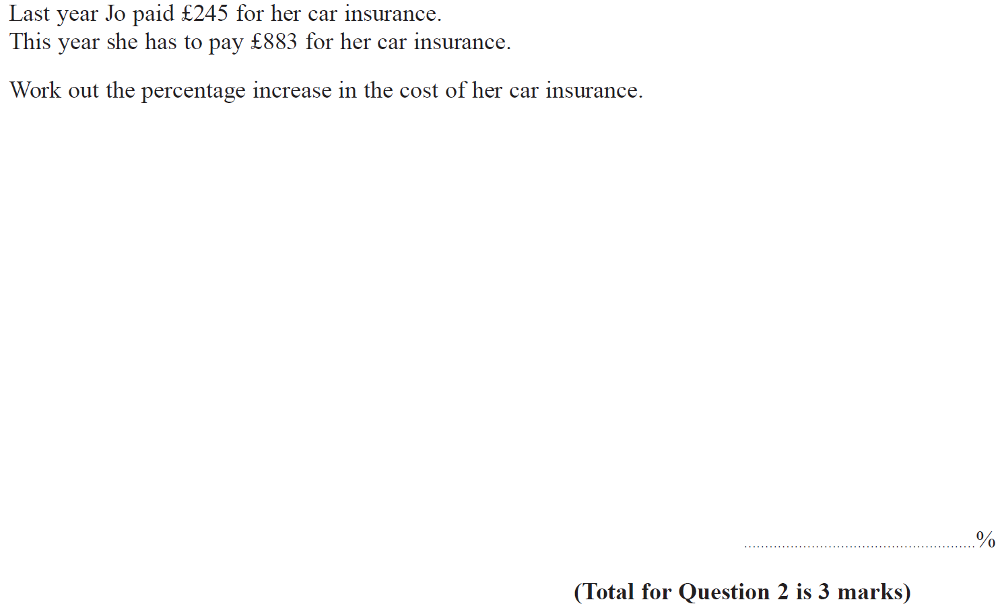 Last year Jo paid £245 for her car insurance.
This year she has to pay £883 for her car insurance.
Work out the percentage increase in the cost of her car insurance.
......................................................%
(Total for Question 2 is 3 marks)